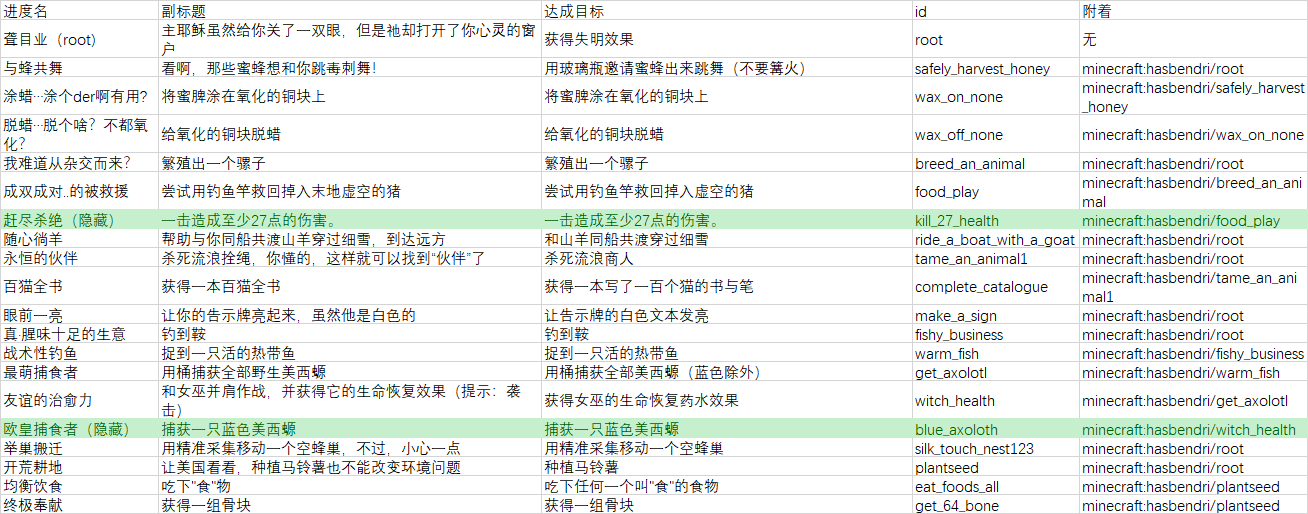 进度名 副标题 达成目标 id 附着
聋目业（root） 主耶稣虽然给你关了一双眼，但是祂却打开了你心灵的窗户 获得失明效果 root 无
与蜂共舞 看啊，那些蜜蜂想和你跳毒刺舞！ 用玻璃瓶邀请蜜蜂出来跳舞（不要篝火） safely_harvest_honey minecraft:hasbendri/root
涂蜡···涂个der啊有用? 将蜜脾涂在氧化的铜块上 将蜜脾涂在氧化的铜块上 wax_on_none minecraft:hasbendri/safely_harvest_honey
脱蜡···脱个啥？不都氧化? 给氧化的铜块脱蜡 给氧化的铜块脱蜡 wax_off_none minecraft:hasbendri/wax_on_none
我难道从杂交而来? 繁殖出一个骡子 繁殖出一个骡子 breed_an_animal minecraft:hasbendri/root
成双成对..的被救援 尝试用钓鱼竿救回掉入末地虚空的猪 尝试用钓鱼竿救回掉入虚空的猪 food_play minecraft:hasbendri/breed_an_animal
赶尽杀绝（隐藏） 一击造成至少27点的伤害。 一击造成至少27点的伤害。 kill_27_health minecraft:hasbendri/food_play
随心徜羊 帮助与你同船共渡山羊穿过细雪，到达远方 和山羊同船共渡穿过细雪 ride_a_boat_with_a_goat minecraft:hasbendri/root
永恒的伙伴 杀死流浪拴绳，你懂的，这样就可以找到“伙伴”了 杀死流浪商人 tame_an_animal1 minecraft:hasbendri/root
百猫全书 获得一本百猫全书 获得一本写了一百个猫的书与笔 complete_catalogue minecraft:hasbendri/tame_an_animal1
眼前一亮 让你的告示牌亮起来，虽然他是白色的 让告示牌的白色文本发亮 make_a_sign minecraft:hasbendri/root
真·腥味十足的生意 钓到鞍 钓到鞍 fishy_business minecraft:hasbendri/root
战术性钓鱼 捉到一只活的热带鱼 捉到一只活的热带鱼 warm_fish minecraft:hasbendri/fishy_business
最萌捕食者 用桶捕获全部野生美西螈 用桶捕获全部美西螈（蓝色除外） get_axolotl minecraft:hasbendri/warm_fish
友谊的治愈力 和女巫并肩作战，并获得它的生命恢复效果（提示：袭击） 获得女巫的生命恢复药水效果 witch_health minecraft:hasbendri/get_axolotl
欧皇捕食者（隐藏） 捕获一只蓝色美西螈 捕获一只蓝色美西螈 blue_axoloth minecraft:hasbendri/witch_health
举巢搬迁 用精准采集移动一个空蜂巢，不过，小心一点 用精准采集移动一个空蜂巢 silk_touch_nest123 minecraft:hasbendri/root
开荒耕地 让美国看看，种植马铃薯也不能改变环境问题 种植马铃薯 plantseed minecraft:hasbendri/root
均衡饮食 吃下"食"物 吃下任何一个叫"食"的食物 eat_foods_all minecraft:hasbendri/plantseed
终极奉献 获得一组骨块 获得一组骨块 get_64_bone minecraft:hasbendri/plantseed